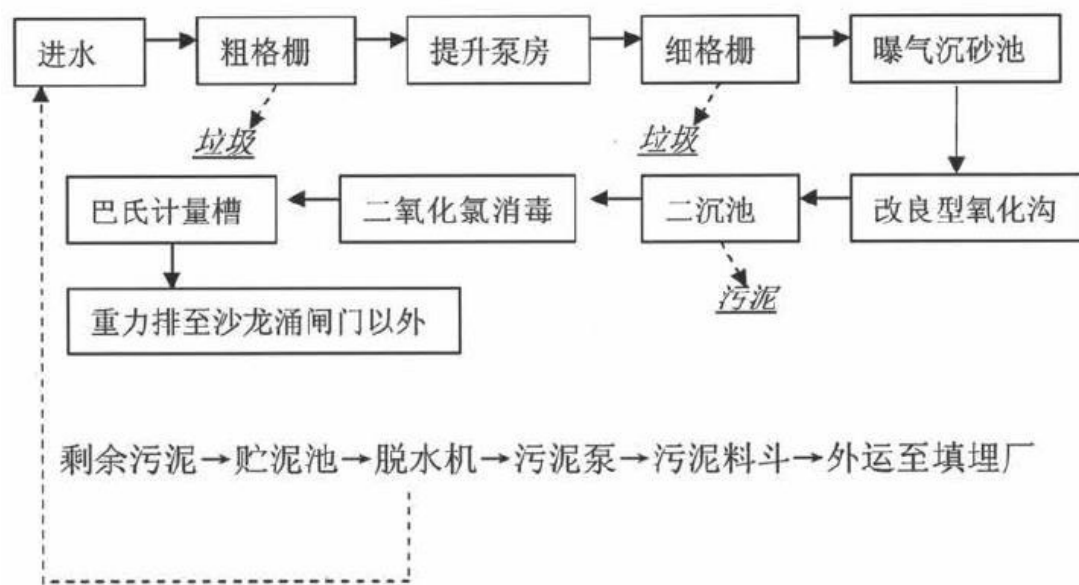 进水 粗格栅 提升泵房 细格栅 曝气沉砂池
垃圾 垃圾
巴氏计量槽 二氧化氯消毒 二沉池 改良型氧化沟
污泥
重力排至沙龙涌闸门以外
剩余污泥→贮泥池→脱水机→污泥泵→污泥料斗→外运至填埋厂